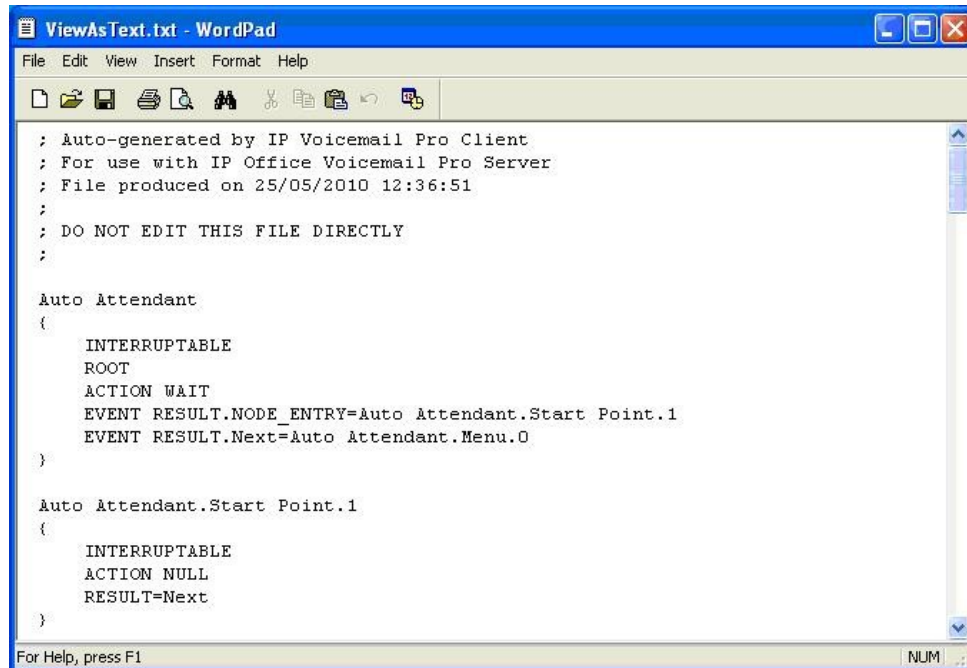 ViewAsText.txt - WordPad
File Edit View Insert Format Help
; Auto-generated by IP Voicemail Pro Client
; For use with IP Office Voicemail Pro Server
; File produced on 25/05/2010 12:36:51
;
; DO NOT EDIT THIS FILE DIRECTLY
;
Auto Attendant
{
INTERRUPTABLE
ROOT
ACTION WAIT
EVENT RESULT.NODE_ENTRY=Auto Attendant.Start Point.1
EVENT RESULT.Next=Auto Attendant.Menu.0
}
Auto Attendant.Start Point.1
{
INTERRUPTABLE
ACTION NULL
RESULT=Next
}
For Help, press F1 NUM